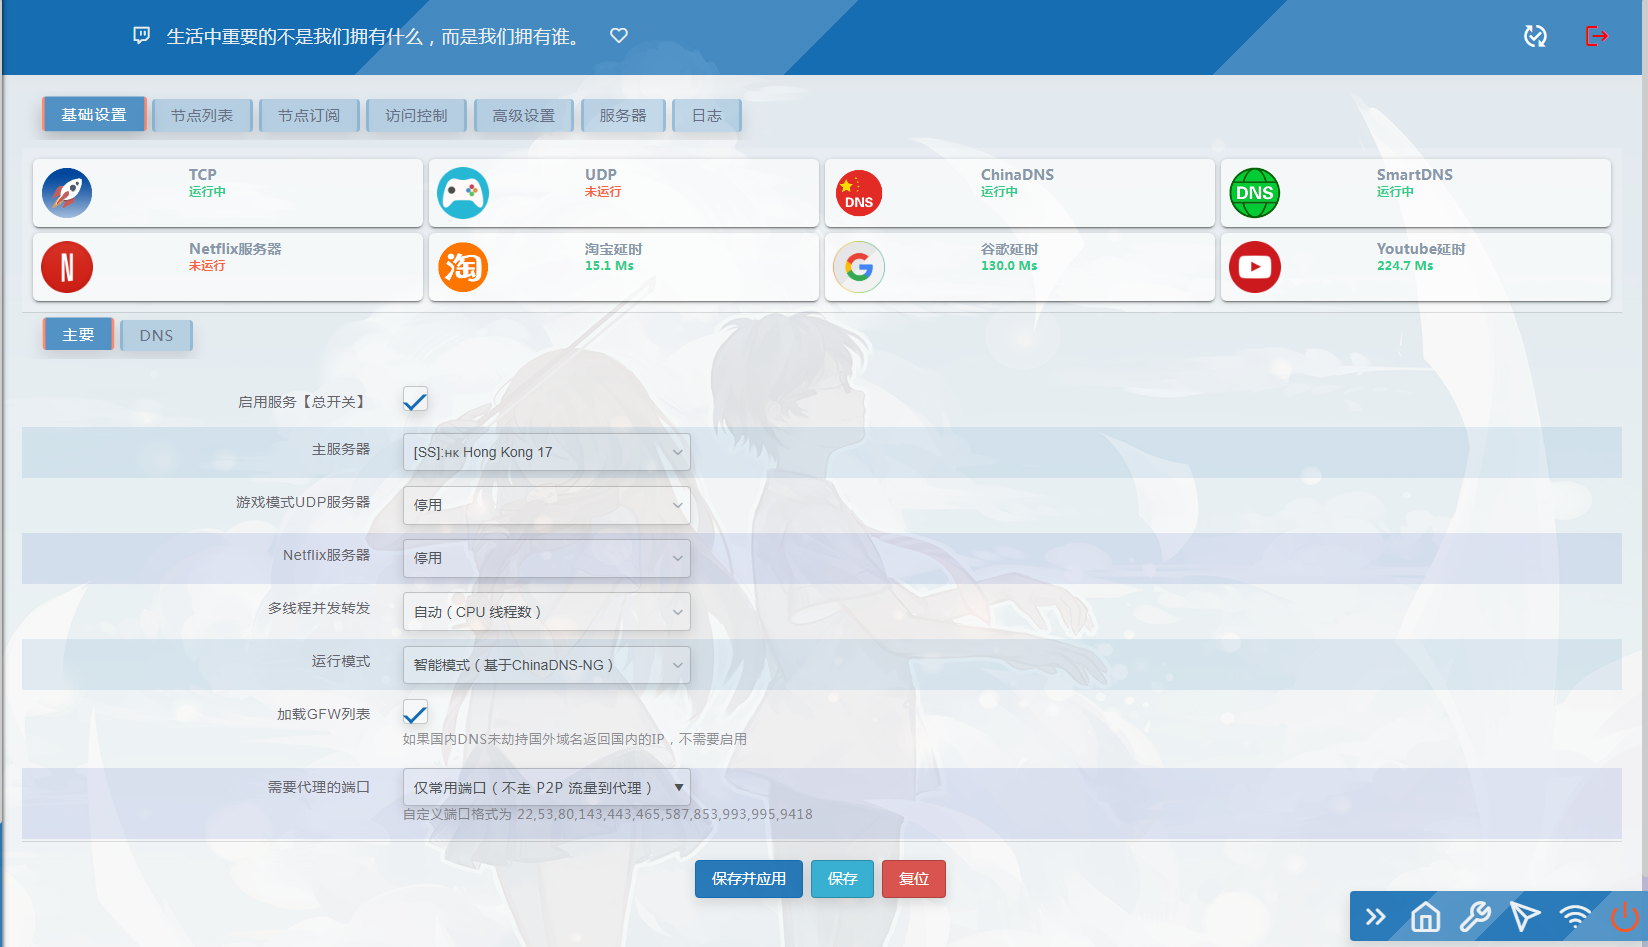 生活中重要的不是我们拥有什么，而是我们拥有谁。
基础设置 节点列表 节点订阅 访问控制 高级设置 服务器 日志
TCP
运行中
UDP
未运行
DNS
ChinaDNS
运行中
DNS
SmartDNS
运行中
N
Netflix服务器
未运行
淘
淘宝延时
15.1 Ms
G
谷歌延时
130.0 Ms
Youtube延时
224.7 Ms
主要 DNS
启用服务【总开关】
主服务器 [SS]:нк Hong Kong 17
游戏模式UDP服务器 停用
Netflix服务器 停用
多线程并发转发 自动（CPU 线程数）
运行模式 智能模式（基于ChinaDNS-NG）
加载GFW列表
如果国内DNS未劫持国外域名返回国内的IP，不需要启用
需要代理的端口 仅常用端口（不走 P2P 流量到代理）
自定义端口格式为 22,53,80,143,443,465,587,853,993,995,9418
保存并应用 保存 复位